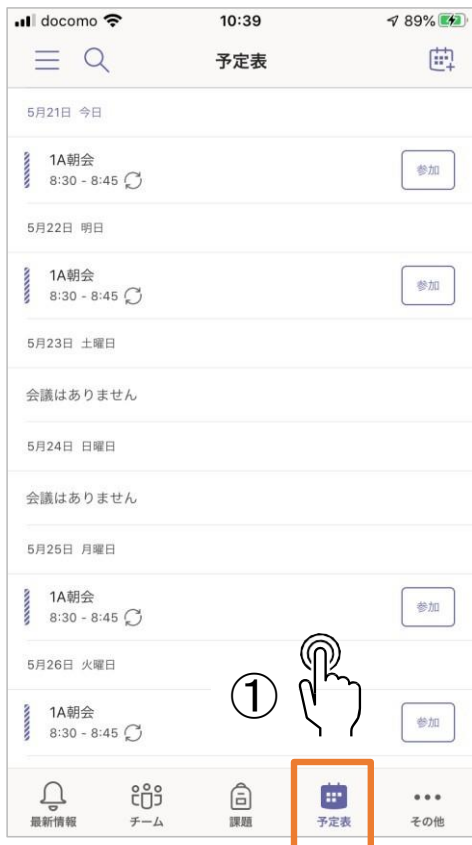 docomo 10:39 89%
予定表
5月21日 今日
1A朝会
8:30 - 8:45
参加
5月22日 明日
1A朝会
8:30 - 8:45
参加
5月23日 土曜日
会議はありません
5月24日 日曜日
会議はありません
5月25日 月曜日
1A朝会
8:30 - 8:45
参加
5月26日 火曜日
①
1A朝会
8:30 - 8:45
参加
最新情報 チーム 課題 予定表 その他